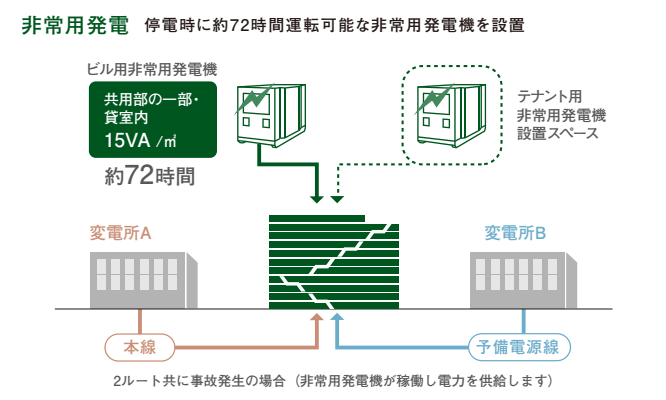 非常用発電 停電時に約72時間運転可能な非常用発電機を設置
ビル用非常用発電機
共用部の一部・
貸室内
15VA /㎡
約72時間
テナント用
非常用発電機
設置スペース
変電所A
変電所B
本線
予備電源線
2ルート共に事故発生の場合（非常用発電機が稼働し電力を供給します）